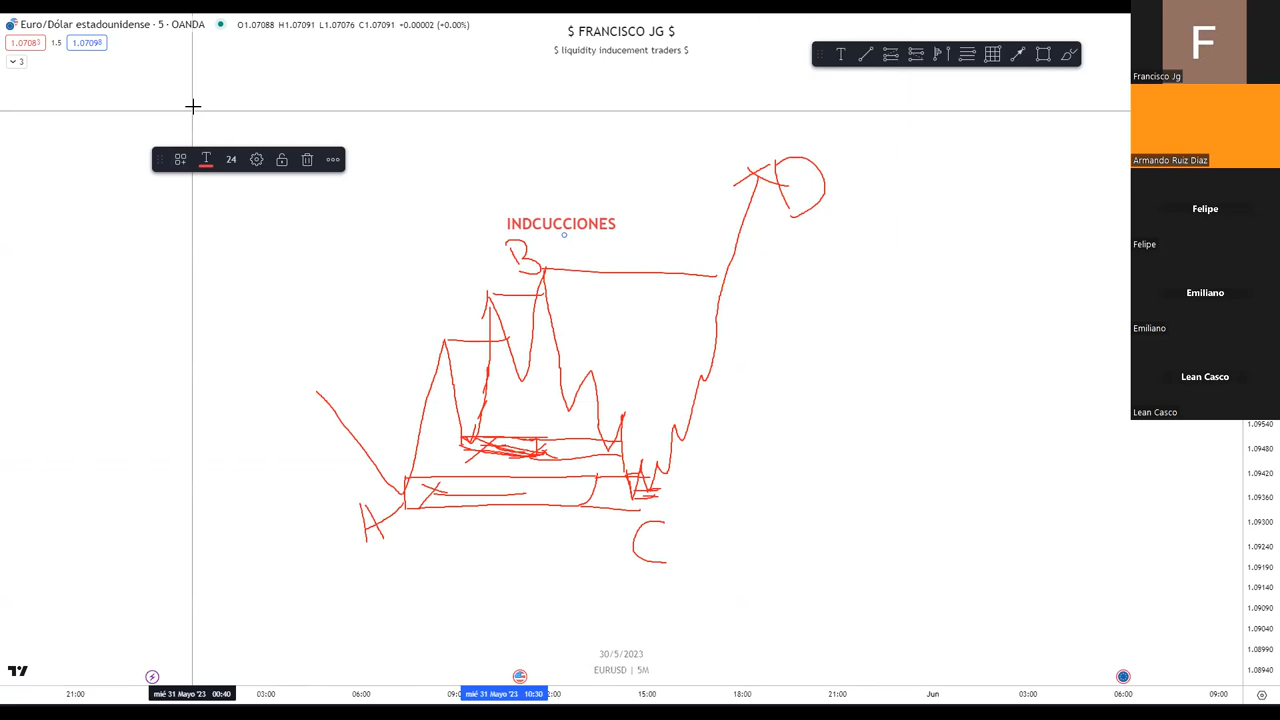 Euro/Dólar estadounidense · 5 · OANDA O1.07088 H1.07091 L1.07076 C1.07091 +0.00002 (+0.00%)
1.07083 1.5 1.07098
3
$ FRANCISCO JG $
$ liquidity inducement traders $
T
T 24
F
Francisco Jg
Armando Ruiz Diaz
Felipe
Felipe
Emiliano
Emiliano
Lean Casco
Lean Casco
INDCUCCIONES
B
D
A
C
1.09540
1.09480
1.09420
1.09360
1.09300
1.09240
1.09190
1.09140
1.09090
1.09040
1.08990
1.08940
30/5/2023
EURUSD | 5M
21:00 mié 31 Mayo '23 00:40 03:00 06:00 09:0 mié 31 Mayo '23 10:30 2:00 15:00 18:00 21:00 Jun 03:00 06:00 09:00